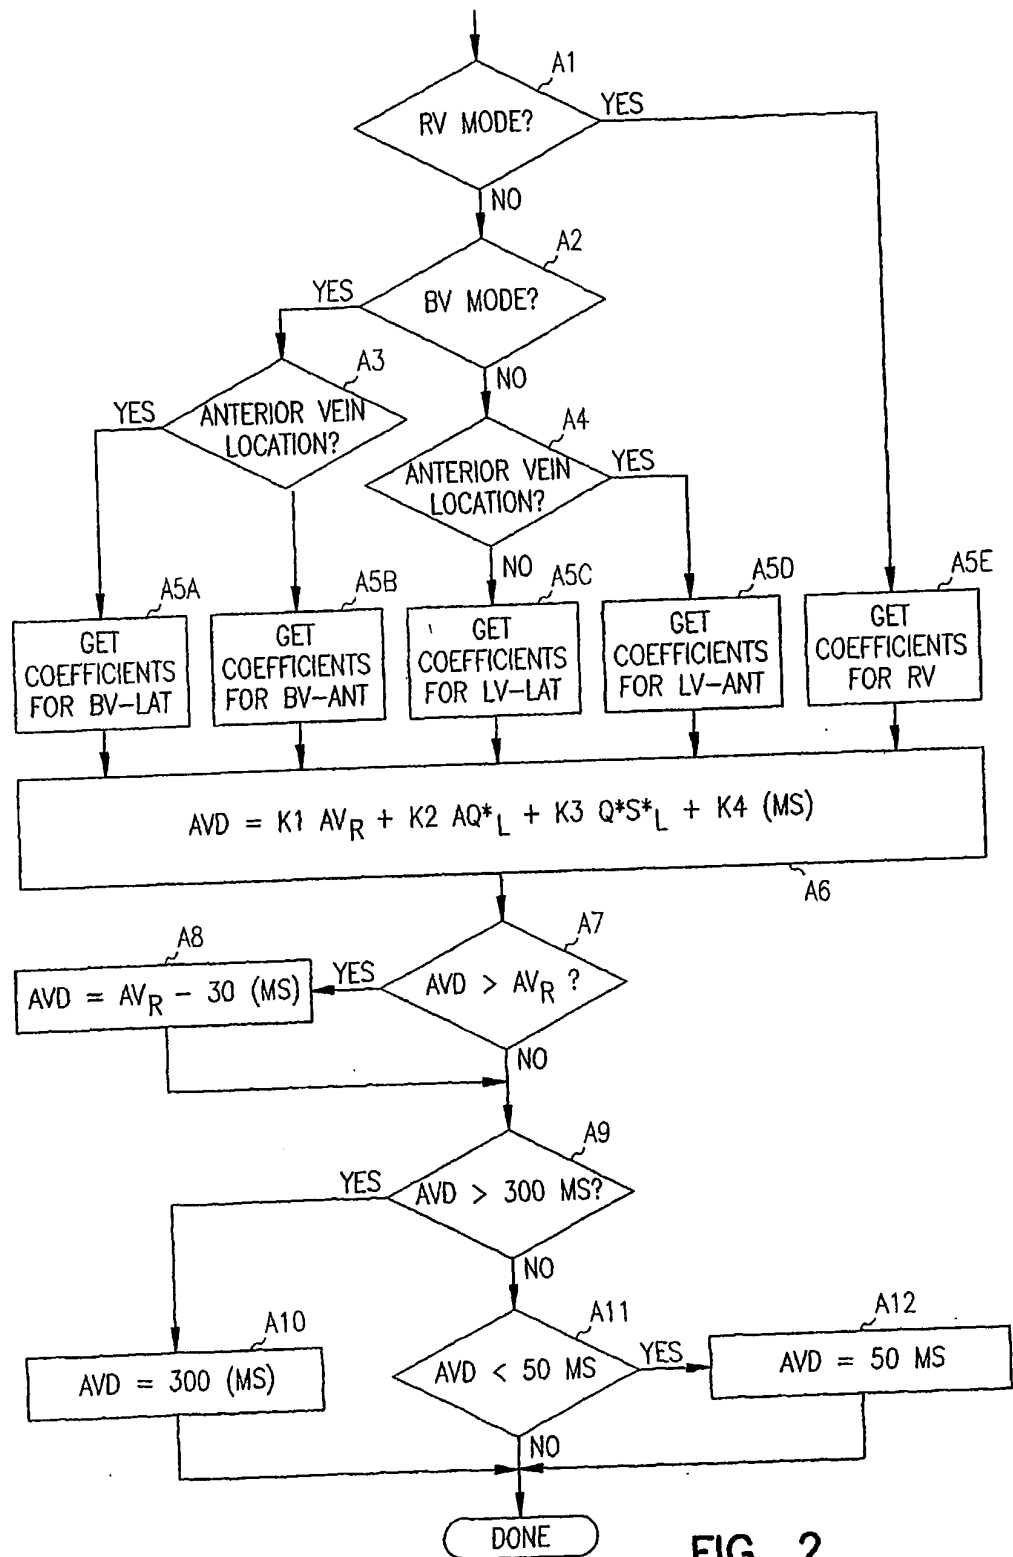 A1
RV MODE?
YES
NO
A2
YES
BV MODE?
NO
A3
YES
ANTERIOR VEIN
LOCATION?
A4
ANTERIOR VEIN
LOCATION?
YES
NO
A5A
GET
COEFFICIENTS
FOR BV-LAT
A5B
GET
COEFFICIENTS
FOR BV-ANT
A5C
GET
COEFFICIENTS
FOR LV-LAT
A5D
GET
COEFFICIENTS
FOR LV-ANT
A5E
GET
COEFFICIENTS
FOR RV
AVD = K1 AVR + K2 AQ*L + K3 Q*S*L + K4 (MS)
A6
A7
AVD > AVR ?
YES
A8
AVD = AVR - 30 (MS)
NO
A9
YES
AVD > 300 MS?
NO
A10
AVD = 300 (MS)
A11
AVD < 50 MS
YES
A12
AVD = 50 MS
NO
DONE
FIG. 2